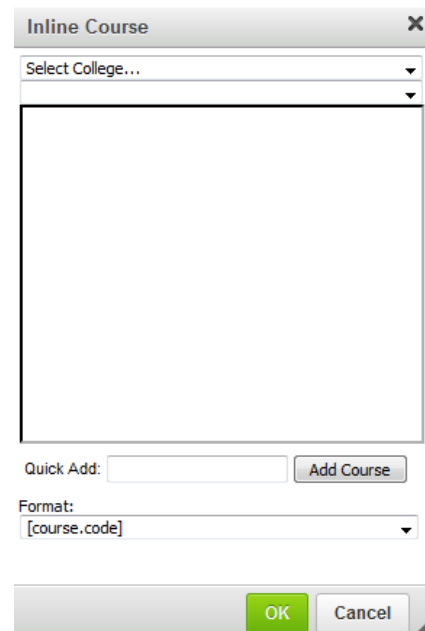 Inline Course
Select College...
Quick Add: Add Course
Format:
[course.code]
OK Cancel